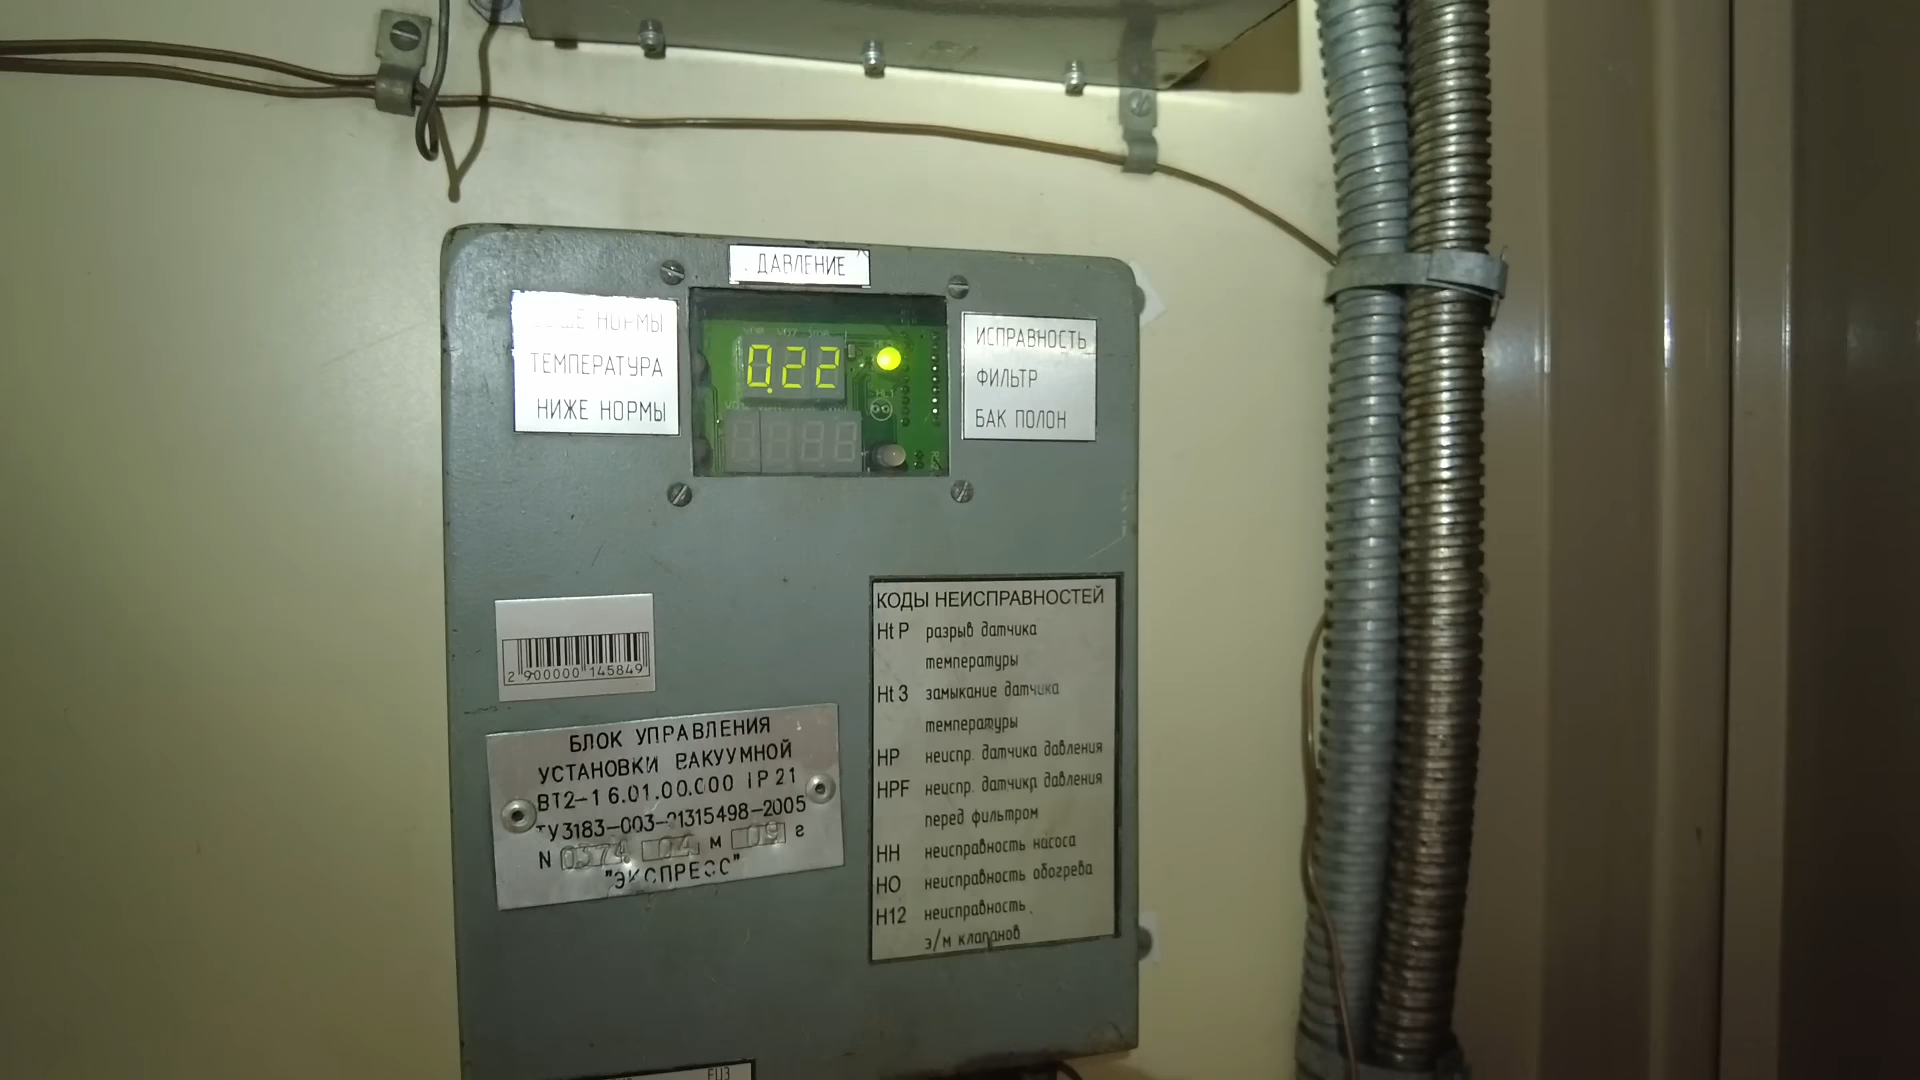 ДАВЛЕНИЕ
НОРМЫ
ТЕМПЕРАТУРА
НИЖЕ НОРМЫ
0.22
ИСПРАВНОСТЬ
ФИЛЬТР
БАК ПОЛОН
КОДЫ НЕИСПРАВНОСТЕЙ
Ht P разрыв датчика
температуры
Ht 3 замыкание датчика
температуры
HP неиспр. датчика давления
HPF неиспр. датчика давления
перед фильтром
HH неисправность насоса
HO неисправность обогрева
H12 неисправность
э/м клапанов
2 900000 145849
БЛОК УПРАВЛЕНИЯ
УСТАНОВКИ ВАКУУМНОЙ
ВТ2-16.01.00.000 IP21
ТУ3183-003-21315498-2005
N 0374 04 м 09 г
"ЭКСПРЕСС"